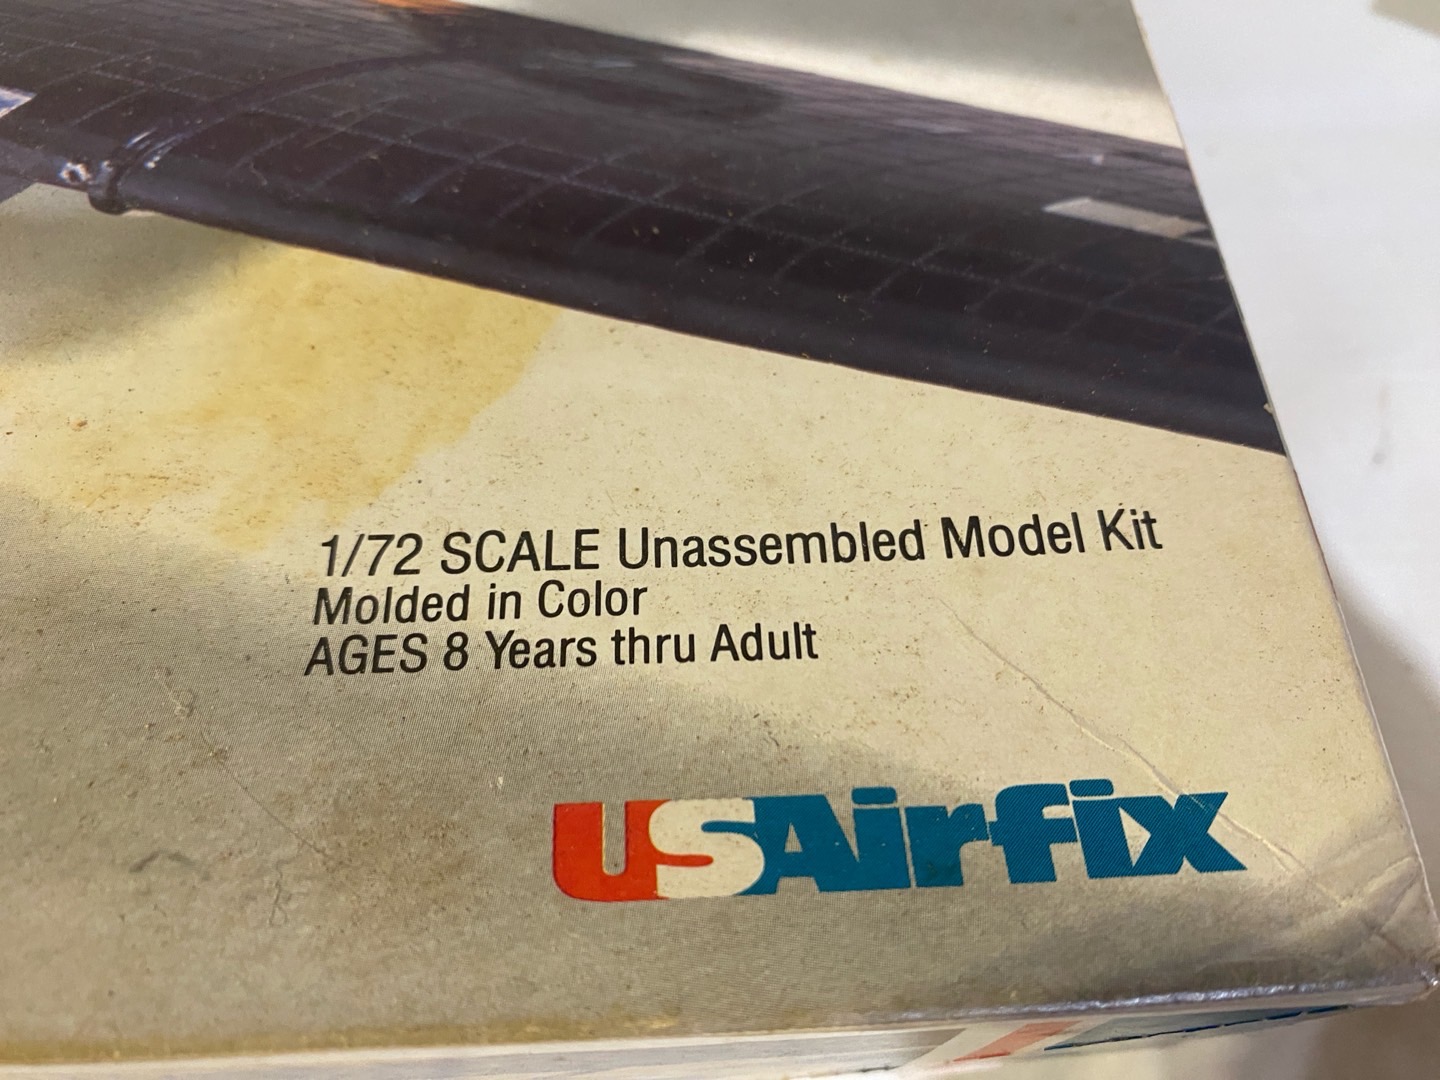 1/72 SCALE Unassembled Model Kit
Molded in Color
AGES 8 Years thru Adult
USAirfix